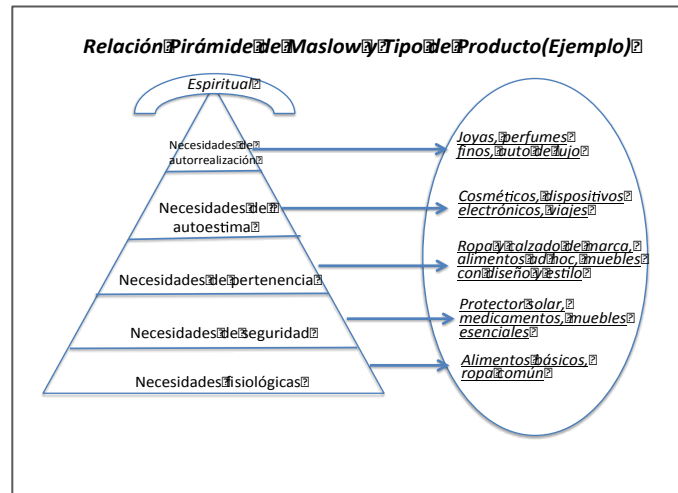 Relación Pirámide de Maslow y Tipo de Producto(Ejemplo)
Espiritual
Necesidades de
autorrealización
Joyas, perfumes
finos, auto de lujo
Necesidades de
autoestima
Cosméticos, dispositivos
electrónicos, viajes
Necesidades de pertenencia
Ropa y calzado de marca,
alimentos ad hoc, muebles
con diseño y estilo
Necesidades de seguridad
Protector solar,
medicamentos, muebles
esenciales
Necesidades fisiológicas
Alimentos básicos,
ropa común